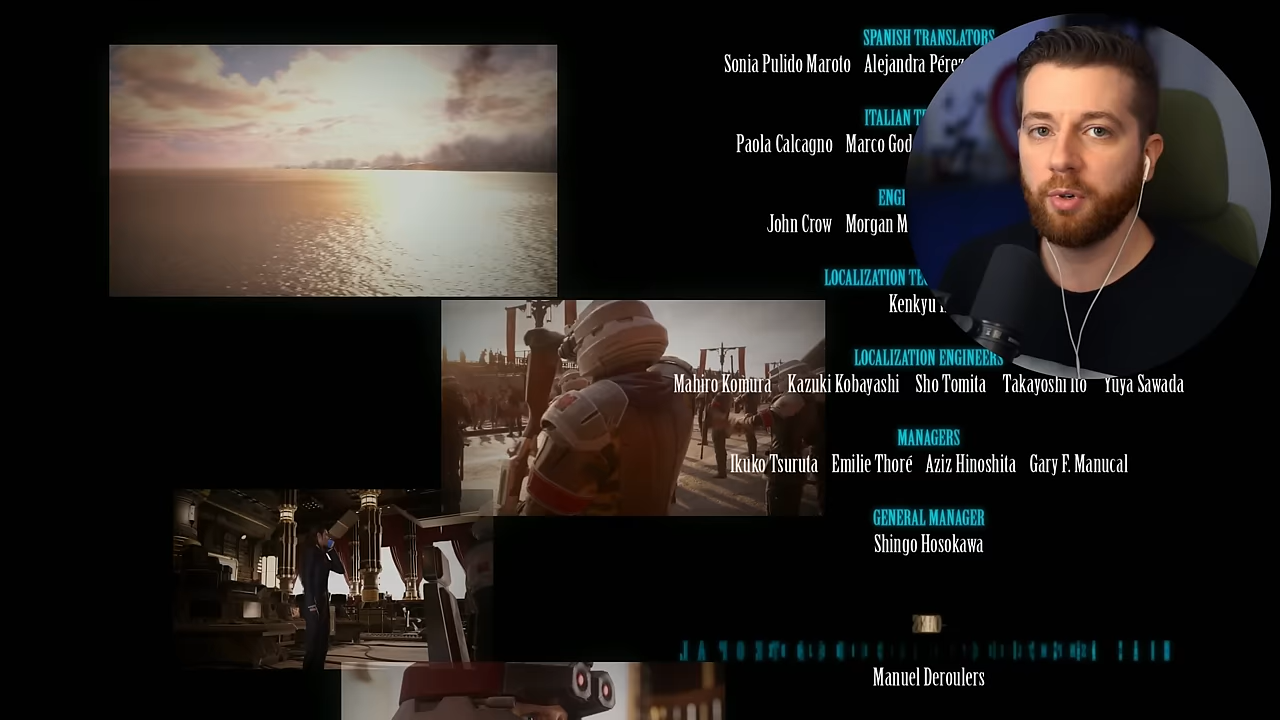 SPANISH TRANSLATORS
Sonia Pulido Maroto Alejandra Pérez
ITALIAN
Paola Calcagno Marco
John Crow Morgan
LOCALIZATION
Kenkyu
LOCALIZATION ENGINEERS
Mahiro Komura Kazuki Kobayashi Sho Tomita Takayoshi Ito Yuya Sawada
MANAGERS
Ikuko Tsuruta Emilie Thoré Aziz Hinoshita Gary F. Manucal
GENERAL MANAGER
Shingo Hosokawa
Manuel Deroulers